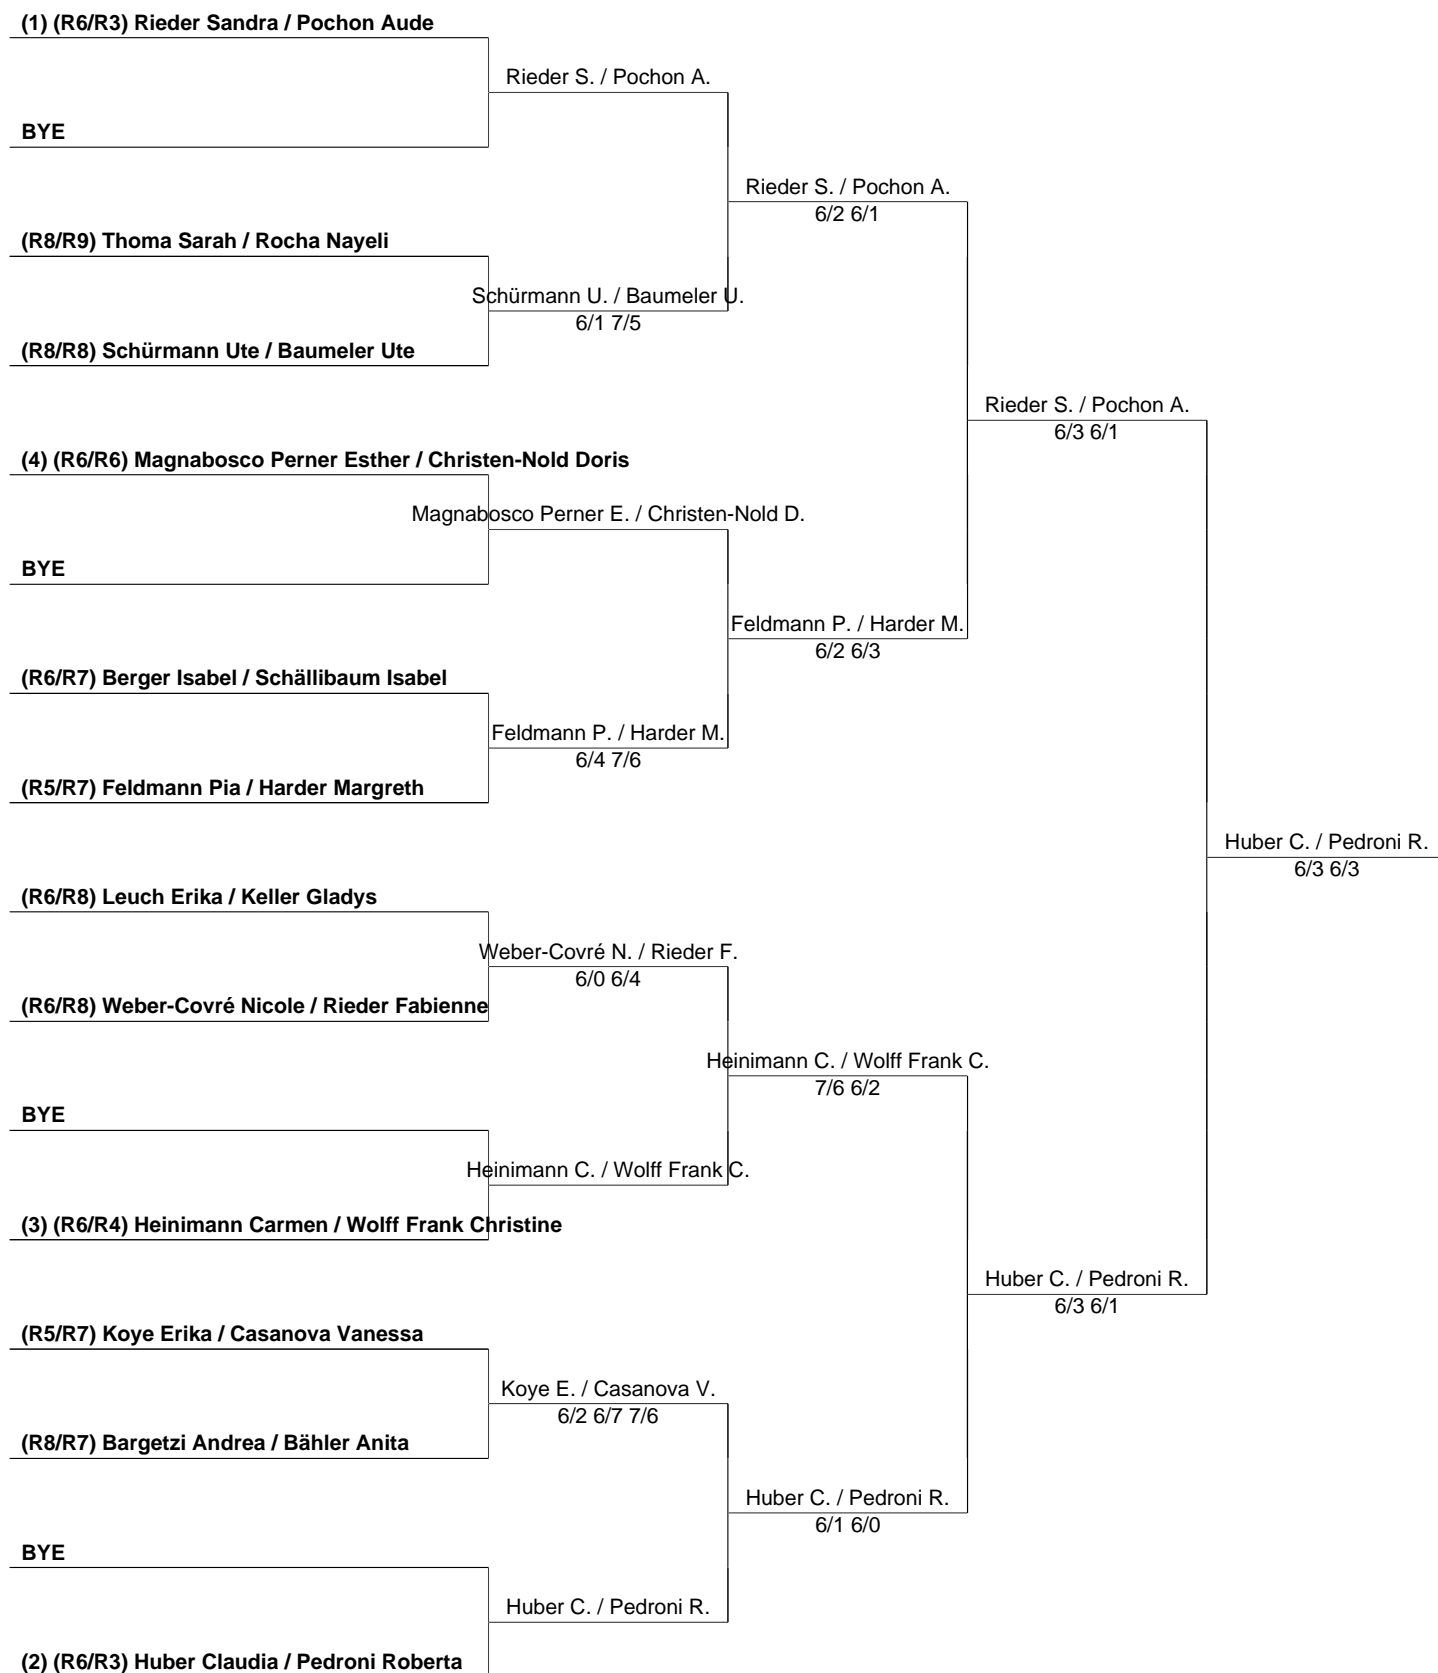 (1) (R6/R3) Rieder Sandra / Pochon Aude
Rieder S. / Pochon A.
BYE
Rieder S. / Pochon A.
6/2 6/1
(R8/R9) Thoma Sarah / Rocha Nayeli
Schürmann U. / Baumeler U.
6/1 7/5
(R8/R8) Schürmann Ute / Baumeler Ute
Rieder S. / Pochon A.
6/3 6/1
(4) (R6/R6) Magnabosco Perner Esther / Christen-Nold Doris
Magnabosco Perner E. / Christen-Nold D.
BYE
Feldmann P. / Harder M.
6/2 6/3
(R6/R7) Berger Isabel / Schällibaum Isabel
Feldmann P. / Harder M.
6/4 7/6
(R5/R7) Feldmann Pia / Harder Margreth
Huber C. / Pedroni R.
6/3 6/3
(R6/R8) Leuch Erika / Keller Gladys
Weber-Covré N. / Rieder F.
6/0 6/4
(R6/R8) Weber-Covré Nicole / Rieder Fabienne
Heinimann C. / Wolff Frank C.
7/6 6/2
BYE
Heinimann C. / Wolff Frank C.
(3) (R6/R4) Heinimann Carmen / Wolff Frank Christine
Huber C. / Pedroni R.
6/3 6/1
(R5/R7) Koye Erika / Casanova Vanessa
Koye E. / Casanova V.
6/2 6/7 7/6
(R8/R7) Bargetzi Andrea / Bähler Anita
Huber C. / Pedroni R.
6/1 6/0
BYE
Huber C. / Pedroni R.
(2) (R6/R3) Huber Claudia / Pedroni Roberta